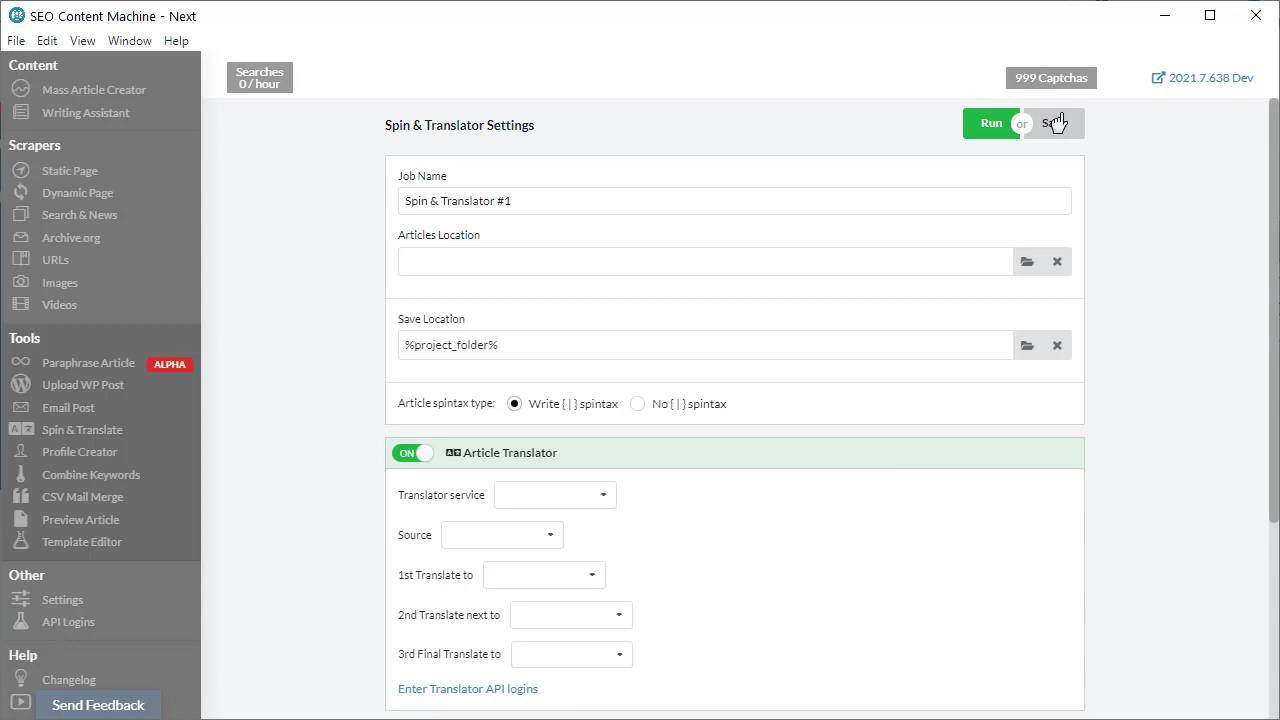 SEO Content Machine - Next
File Edit View Window Help
Content
Mass Article Creator
Writing Assistant
Scrapers
Static Page
Dynamic Page
Search & News
Archive.org
URLs
Images
Videos
Tools
Paraphrase Article ALPHA
Upload WP Post
Email Post
Spin & Translate
Profile Creator
Combine Keywords
CSV Mail Merge
Preview Article
Template Editor
Other
Settings
API Logins
Help
Changelog
Send Feedback
Searches
0 / hour
999 Captchas
2021.7.638 Dev
Spin & Translator Settings
Run or
Job Name
Spin & Translator #1
Articles Location
Save Location
%project_folder%
Article spintax type: Write { | } spintax No { | } spintax
ON Article Translator
Translator service
Source
1st Translate to
2nd Translate next to
3rd Final Translate to
Enter Translator API logins